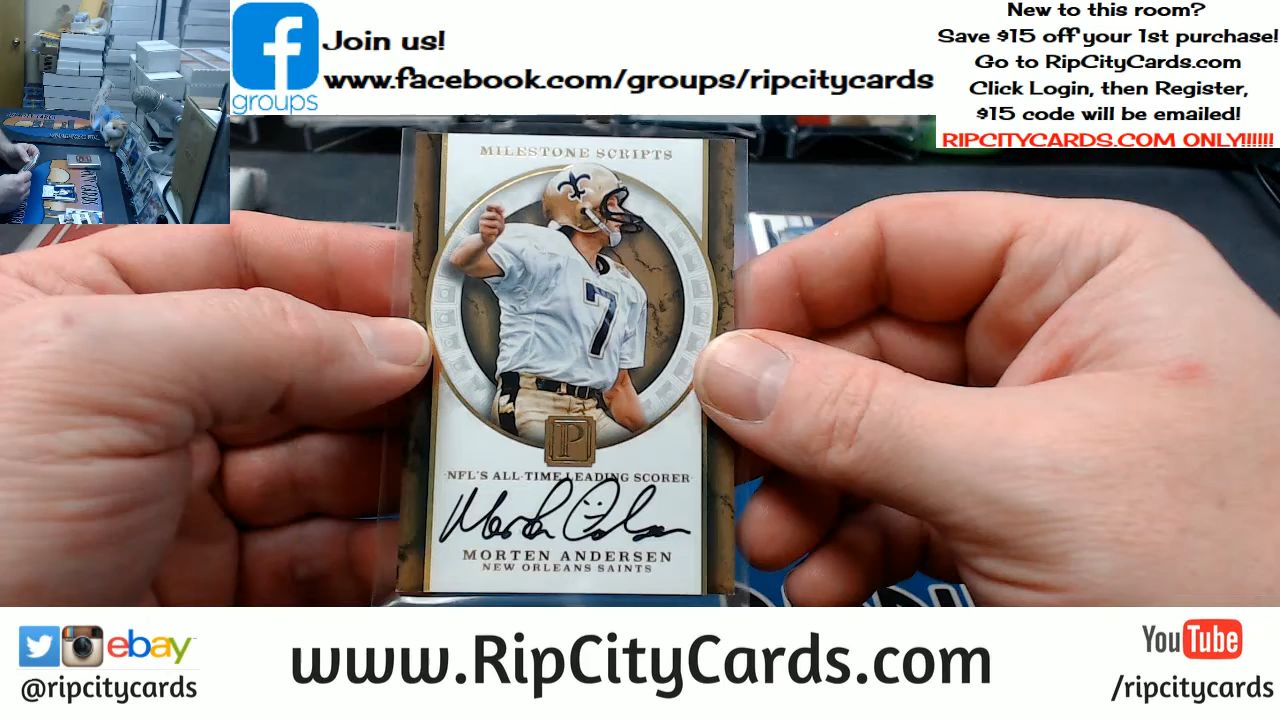 groups
Join us!
www.facebook.com/groups/ripcitycards
New to this room?
Save $15 off your 1st purchase!
Go to RipCityCards.com
Click Login, then Register,
$15 code will be emailed!
RIPCITYCARDS.COM ONLY!!!!!!
MILESTONE SCRIPTS
7
P
NFL'S ALL-TIME LEADING SCORER
Morten Andersen
MORTEN ANDERSEN
NEW ORLEANS SAINTS
ebay
@ripcitycards
www.RipCityCards.com
YouTube
/ripcitycards